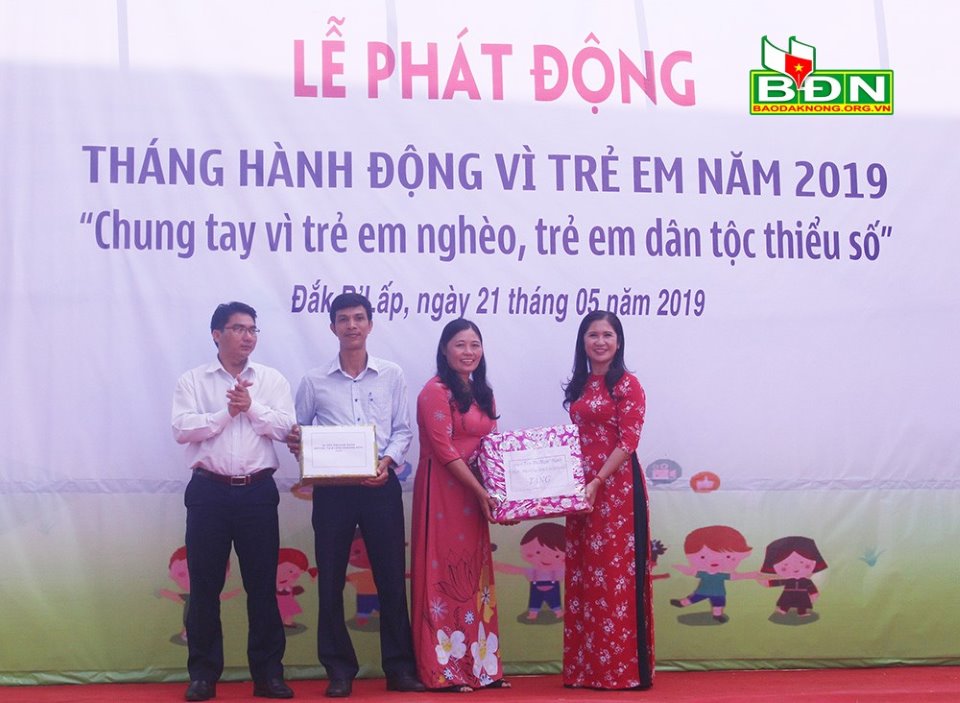 LỄ PHÁT ĐỘNG
BĐN
BAODAKNONG.ORG.VN
THÁNG HÀNH ĐỘNG VÌ TRẺ EM NĂM 2019
“Chung tay vì trẻ em nghèo, trẻ em dân tộc thiểu số”
Đắk R'Lấp, ngày 21 tháng 05 năm 2019
TẶNG